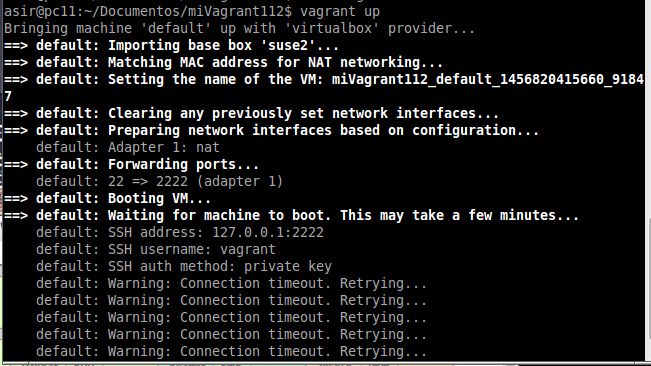 asir@pc11:~/Documentos/miVagrant112$ vagrant up
Bringing machine 'default' up with 'virtualbox' provider...
==> default: Importing base box 'suse2'...
==> default: Matching MAC address for NAT networking...
==> default: Setting the name of the VM: miVagrant112_default_1456820415660_9184
7
==> default: Clearing any previously set network interfaces...
==> default: Preparing network interfaces based on configuration...
    default: Adapter 1: nat
==> default: Forwarding ports...
    default: 22 => 2222 (adapter 1)
==> default: Booting VM...
==> default: Waiting for machine to boot. This may take a few minutes...
    default: SSH address: 127.0.0.1:2222
    default: SSH username: vagrant
    default: SSH auth method: private key
    default: Warning: Connection timeout. Retrying...
    default: Warning: Connection timeout. Retrying...
    default: Warning: Connection timeout. Retrying...
    default: Warning: Connection timeout. Retrying...
    default: Warning: Connection timeout. Retrying...